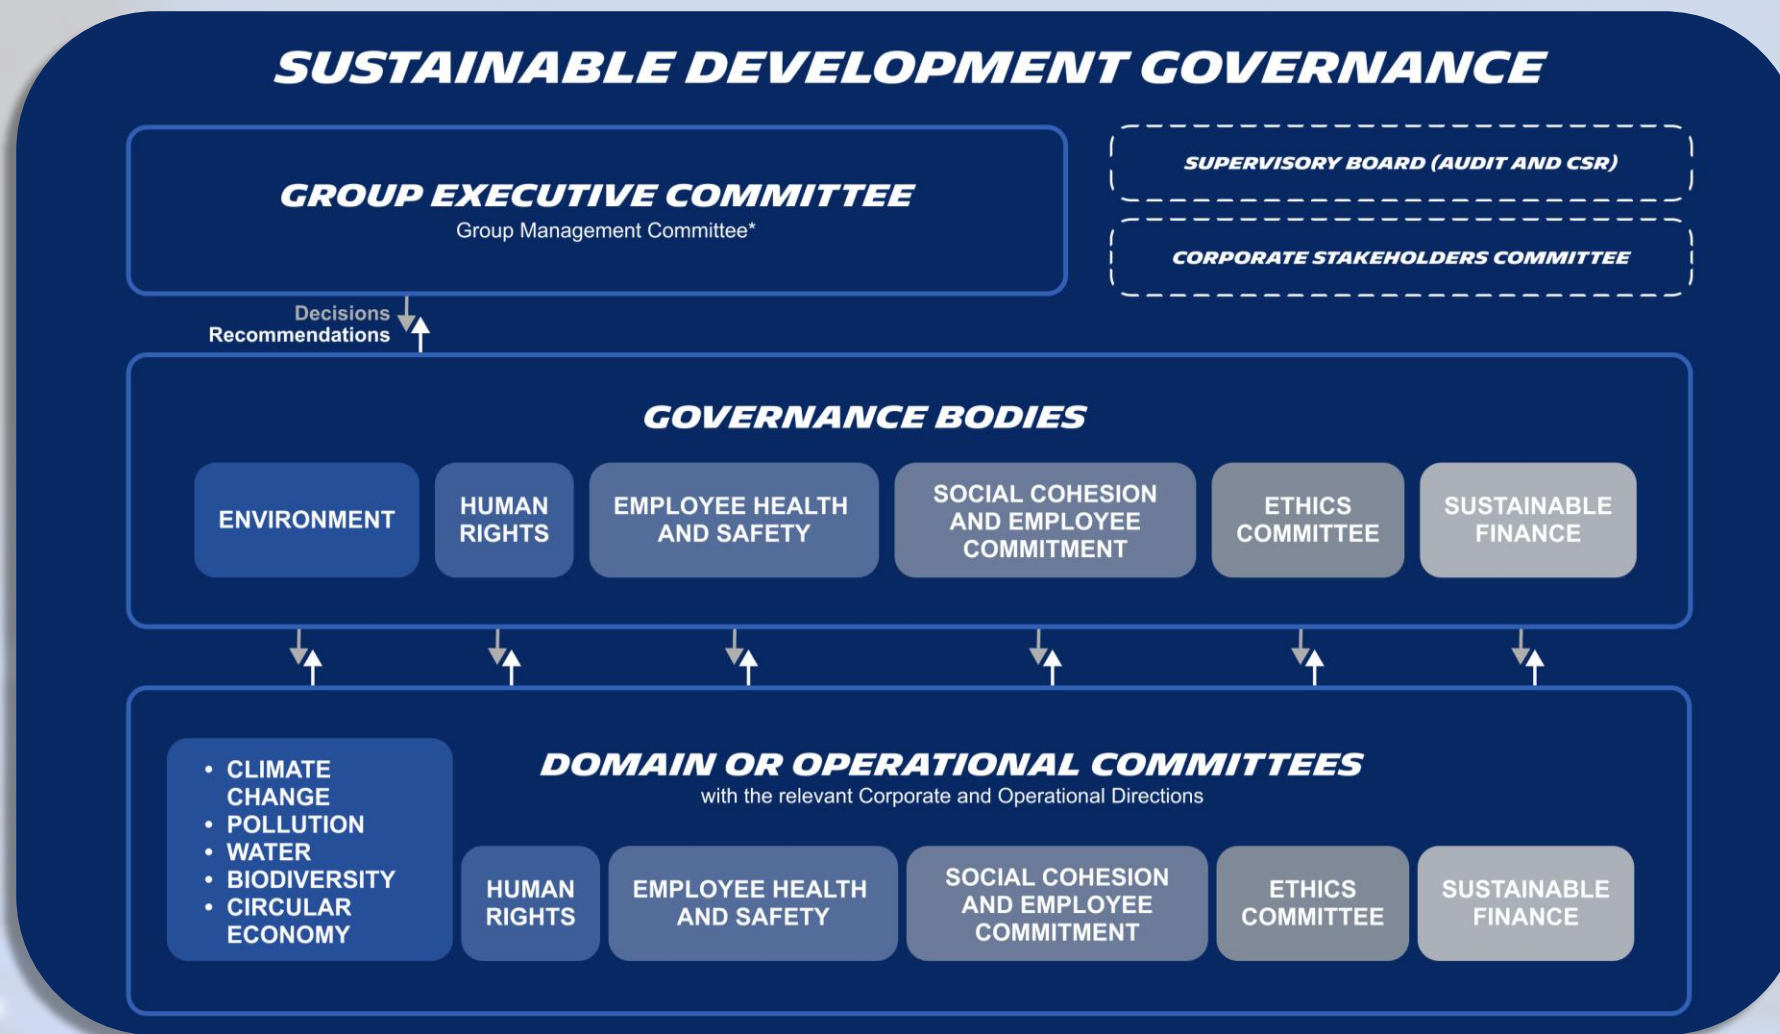 SUSTAINABLE DEVELOPMENT GOVERNANCE
GROUP EXECUTIVE COMMITTEE
Group Management Committee*
SUPERVISORY BOARD (AUDIT AND CSR)
CORPORATE STAKEHOLDERS COMMITTEE
Decisions
Recommendations
GOVERNANCE BODIES
ENVIRONMENT
HUMAN
RIGHTS
EMPLOYEE HEALTH
AND SAFETY
SOCIAL COHESION
AND EMPLOYEE
COMMITMENT
ETHICS
COMMITTEE
SUSTAINABLE
FINANCE
DOMAIN OR OPERATIONAL COMMITTEES
with the relevant Corporate and Operational Directions
• CLIMATE
CHANGE
• POLLUTION
• WATER
• BIODIVERSITY
• CIRCULAR
ECONOMY
HUMAN
RIGHTS
EMPLOYEE HEALTH
AND SAFETY
SOCIAL COHESION
AND EMPLOYEE
COMMITMENT
ETHICS
COMMITTEE
SUSTAINABLE
FINANCE